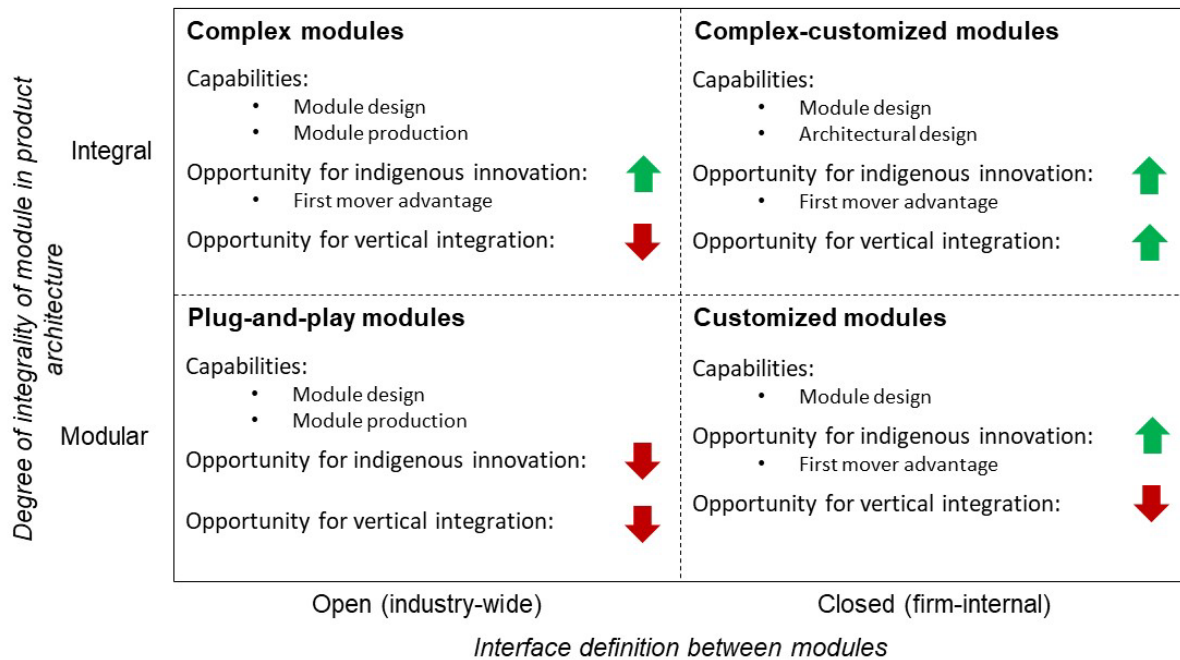 Degree of integrality of module in product
architecture
Integral
Modular
Complex modules
Capabilities:
• Module design
• Module production
Opportunity for indigenous innovation:
• First mover advantage
Opportunity for vertical integration:
Complex-customized modules
Capabilities:
• Module design
• Architectural design
Opportunity for indigenous innovation:
• First mover advantage
Opportunity for vertical integration:
Plug-and-play modules
Capabilities:
• Module design
• Module production
Opportunity for indigenous innovation:
Opportunity for vertical integration:
Customized modules
Capabilities:
• Module design
Opportunity for indigenous innovation:
• First mover advantage
Opportunity for vertical integration:
Open (industry-wide)
Closed (firm-internal)
Interface definition between modules